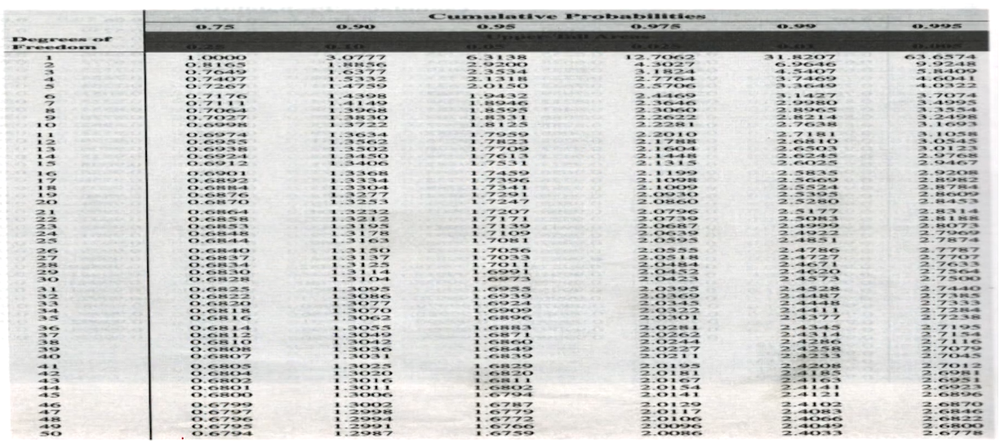 Cumulative Probabilities
0.75 0.90 0.95 0.975 0.99 0.995
Degrees of Upper Tail Areas
Freedom 0.25 0.10 0.05 0.025 0.01 0.005
1 1.0000 3.0777 6.3138 12.7062 31.8207 63.6574
2 0.8165 1.8856 2.9200 4.3027 6.9646 9.9248
3 0.7649 1.6377 2.3534 3.1824 4.5407 5.8409
4 0.7407 1.5332 2.1318 2.7764 3.7469 4.6041
5 0.7267 1.4759 2.0150 2.5706 3.3649 4.0322
6 0.7176 1.4398 1.9432 2.4469 3.1427 3.7074
7 0.7111 1.4149 1.8946 2.3646 2.9980 3.4995
8 0.7064 1.3968 1.8595 2.3060 2.8965 3.3554
9 0.7027 1.3830 1.8331 2.2622 2.8214 3.2498
10 0.6998 1.3722 1.8125 2.2281 2.7638 3.1693
11 0.6974 1.3634 1.7959 2.2010 2.7181 3.1058
12 0.6955 1.3562 1.7823 2.1788 2.6810 3.0545
13 0.6938 1.3502 1.7709 2.1604 2.6503 3.0123
14 0.6924 1.3450 1.7613 2.1448 2.6245 2.9768
15 0.6912 1.3406 1.7531 2.1315 2.6025 2.9467
16 0.6901 1.3368 1.7459 2.1199 2.5835 2.9208
17 0.6892 1.3334 1.7396 2.1098 2.5669 2.8982
18 0.6884 1.3304 1.7341 2.1009 2.5524 2.8784
19 0.6876 1.3277 1.7291 2.0930 2.5395 2.8609
20 0.6870 1.3253 1.7247 2.0860 2.5280 2.8453
21 0.6864 1.3232 1.7207 2.0796 2.5177 2.8314
22 0.6858 1.3212 1.7171 2.0739 2.5083 2.8188
23 0.6853 1.3195 1.7139 2.0687 2.4999 2.8073
24 0.6848 1.3178 1.7109 2.0639 2.4922 2.7969
25 0.6844 1.3163 1.7081 2.0595 2.4851 2.7874
26 0.6840 1.3150 1.7056 2.0555 2.4786 2.7787
27 0.6837 1.3137 1.7033 2.0518 2.4727 2.7707
28 0.6834 1.3125 1.7011 2.0484 2.4671 2.7633
29 0.6830 1.3114 1.6991 2.0452 2.4620 2.7564
30 0.6828 1.3104 1.6973 2.0423 2.4573 2.7500
31 0.6825 1.3095 1.6955 2.0395 2.4528 2.7440
32 0.6822 1.3086 1.6939 2.0369 2.4487 2.7385
33 0.6820 1.3077 1.6924 2.0345 2.4448 2.7333
34 0.6818 1.3070 1.6909 2.0322 2.4411 2.7284
35 0.6816 1.3062 1.6896 2.0301 2.4377 2.7238
36 0.6814 1.3055 1.6883 2.0281 2.4345 2.7195
37 0.6812 1.3049 1.6871 2.0262 2.4314 2.7154
38 0.6810 1.3042 1.6860 2.0244 2.4286 2.7116
39 0.6808 1.3036 1.6849 2.0227 2.4258 2.7079
40 0.6807 1.3031 1.6839 2.0211 2.4233 2.7045
41 0.6805 1.3025 1.6829 2.0195 2.4208 2.7012
42 0.6804 1.3020 1.6820 2.0181 2.4185 2.6981
43 0.6802 1.3016 1.6811 2.0167 2.4163 2.6951
44 0.6801 1.3011 1.6802 2.0154 2.4141 2.6923
45 0.6800 1.3006 1.6794 2.0141 2.4121 2.6896
46 0.6799 1.3002 1.6787 2.0129 2.4102 2.6870
47 0.6797 1.2998 1.6779 2.0117 2.4083 2.6846
48 0.6796 1.2994 1.6772 2.0106 2.4066 2.6822
49 0.6795 1.2991 1.6766 2.0096 2.4049 2.6800
50 0.6794 1.2987 1.6759 2.0086 2.4033 2.6778